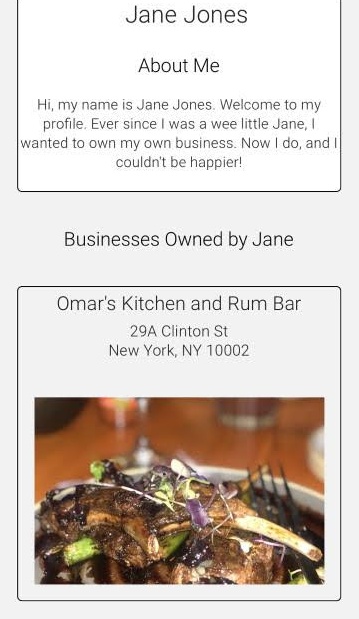 Jane Jones
About Me
Hi, my name is Jane Jones. Welcome to my
profile. Ever since I was a wee little Jane, I
wanted to own my own business. Now I do, and I
couldn't be happier!
Businesses Owned by Jane
Omar's Kitchen and Rum Bar
29A Clinton St
New York, NY 10002